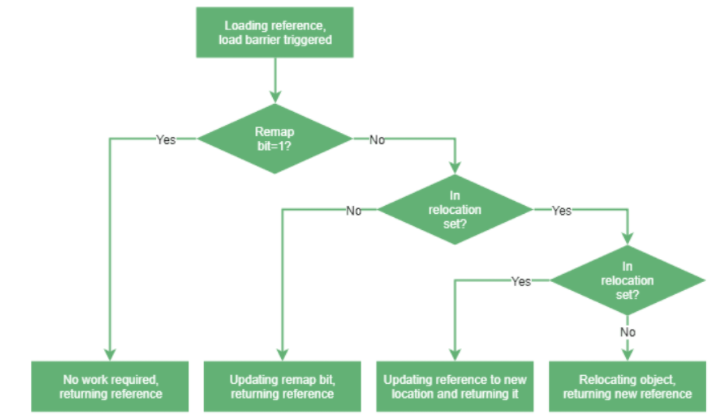 Loading reference,
load barrier triggered
Remap
bit=1?
Yes
No
In
relocation
set?
No
Yes
In
relocation
set?
Yes
No
No work required,
returning reference
Updating remap bit,
returning reference
Updating reference to new
location and returning it
Relocating object,
returning new reference